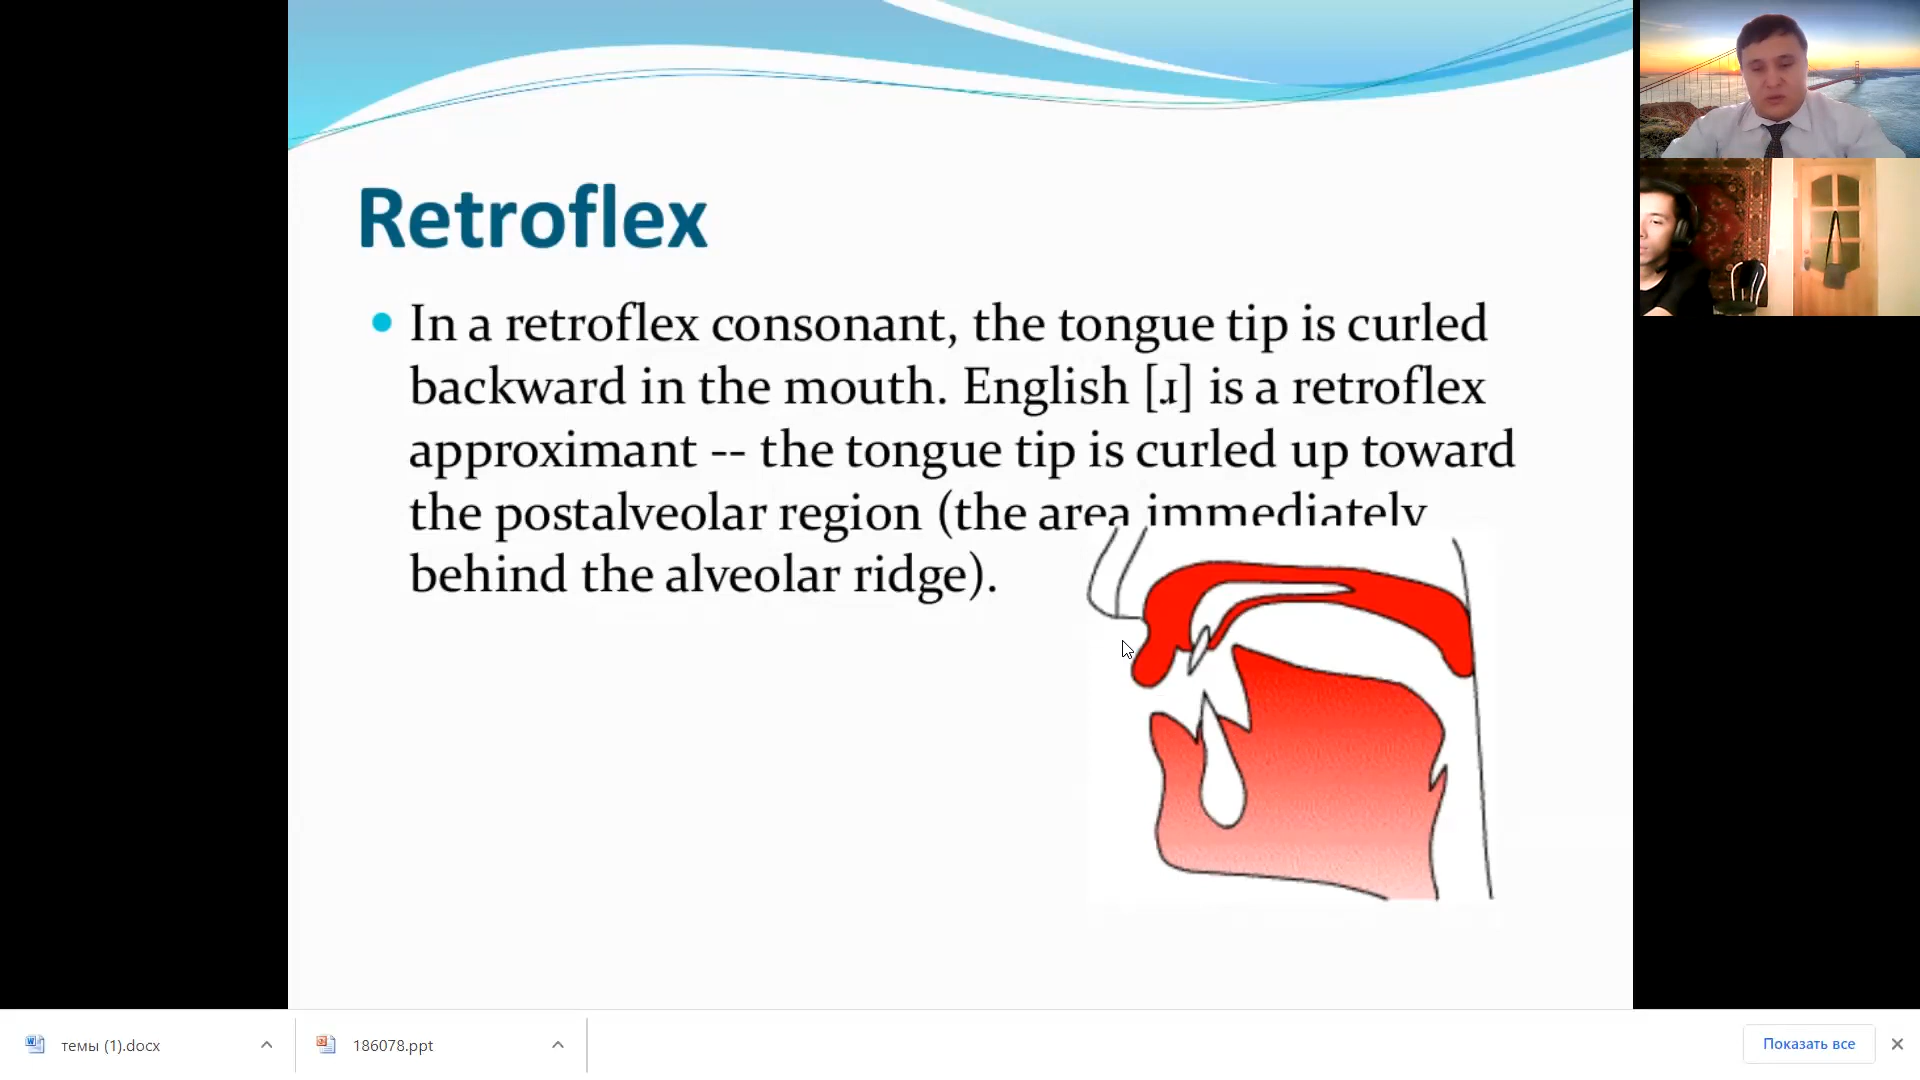 Retroflex
• In a retroflex consonant, the tongue tip is curled
backward in the mouth. English [ɹ] is a retroflex
approximant -- the tongue tip is curled up toward
the postalveolar region (the area immediately
behind the alveolar ridge).
темы (1).docx
186078.ppt
Показать все